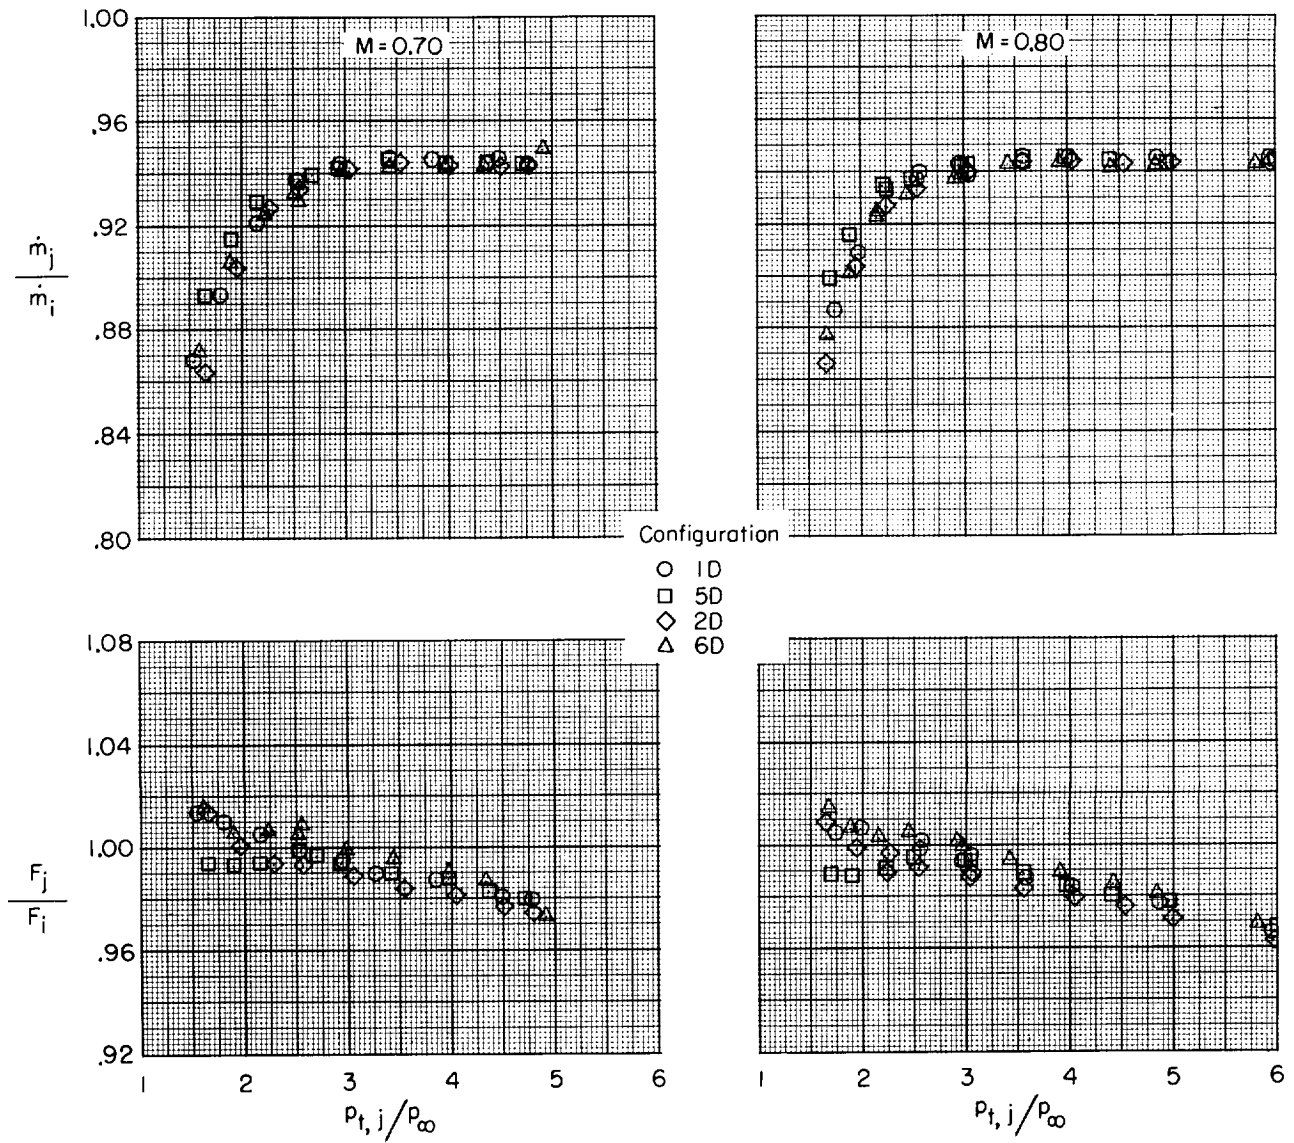 M = 0.70
M = 0.80
1.00
.96
.92
.88
.84
.80
ṁj
ṁi
Configuration
○ 1D
□ 5D
◇ 2D
△ 6D
1.08
1.04
1.00
.96
.92
Fj
Fi
1 2 3 4 5 6
1 2 3 4 5 6
pt, j/p∞
pt, j/p∞